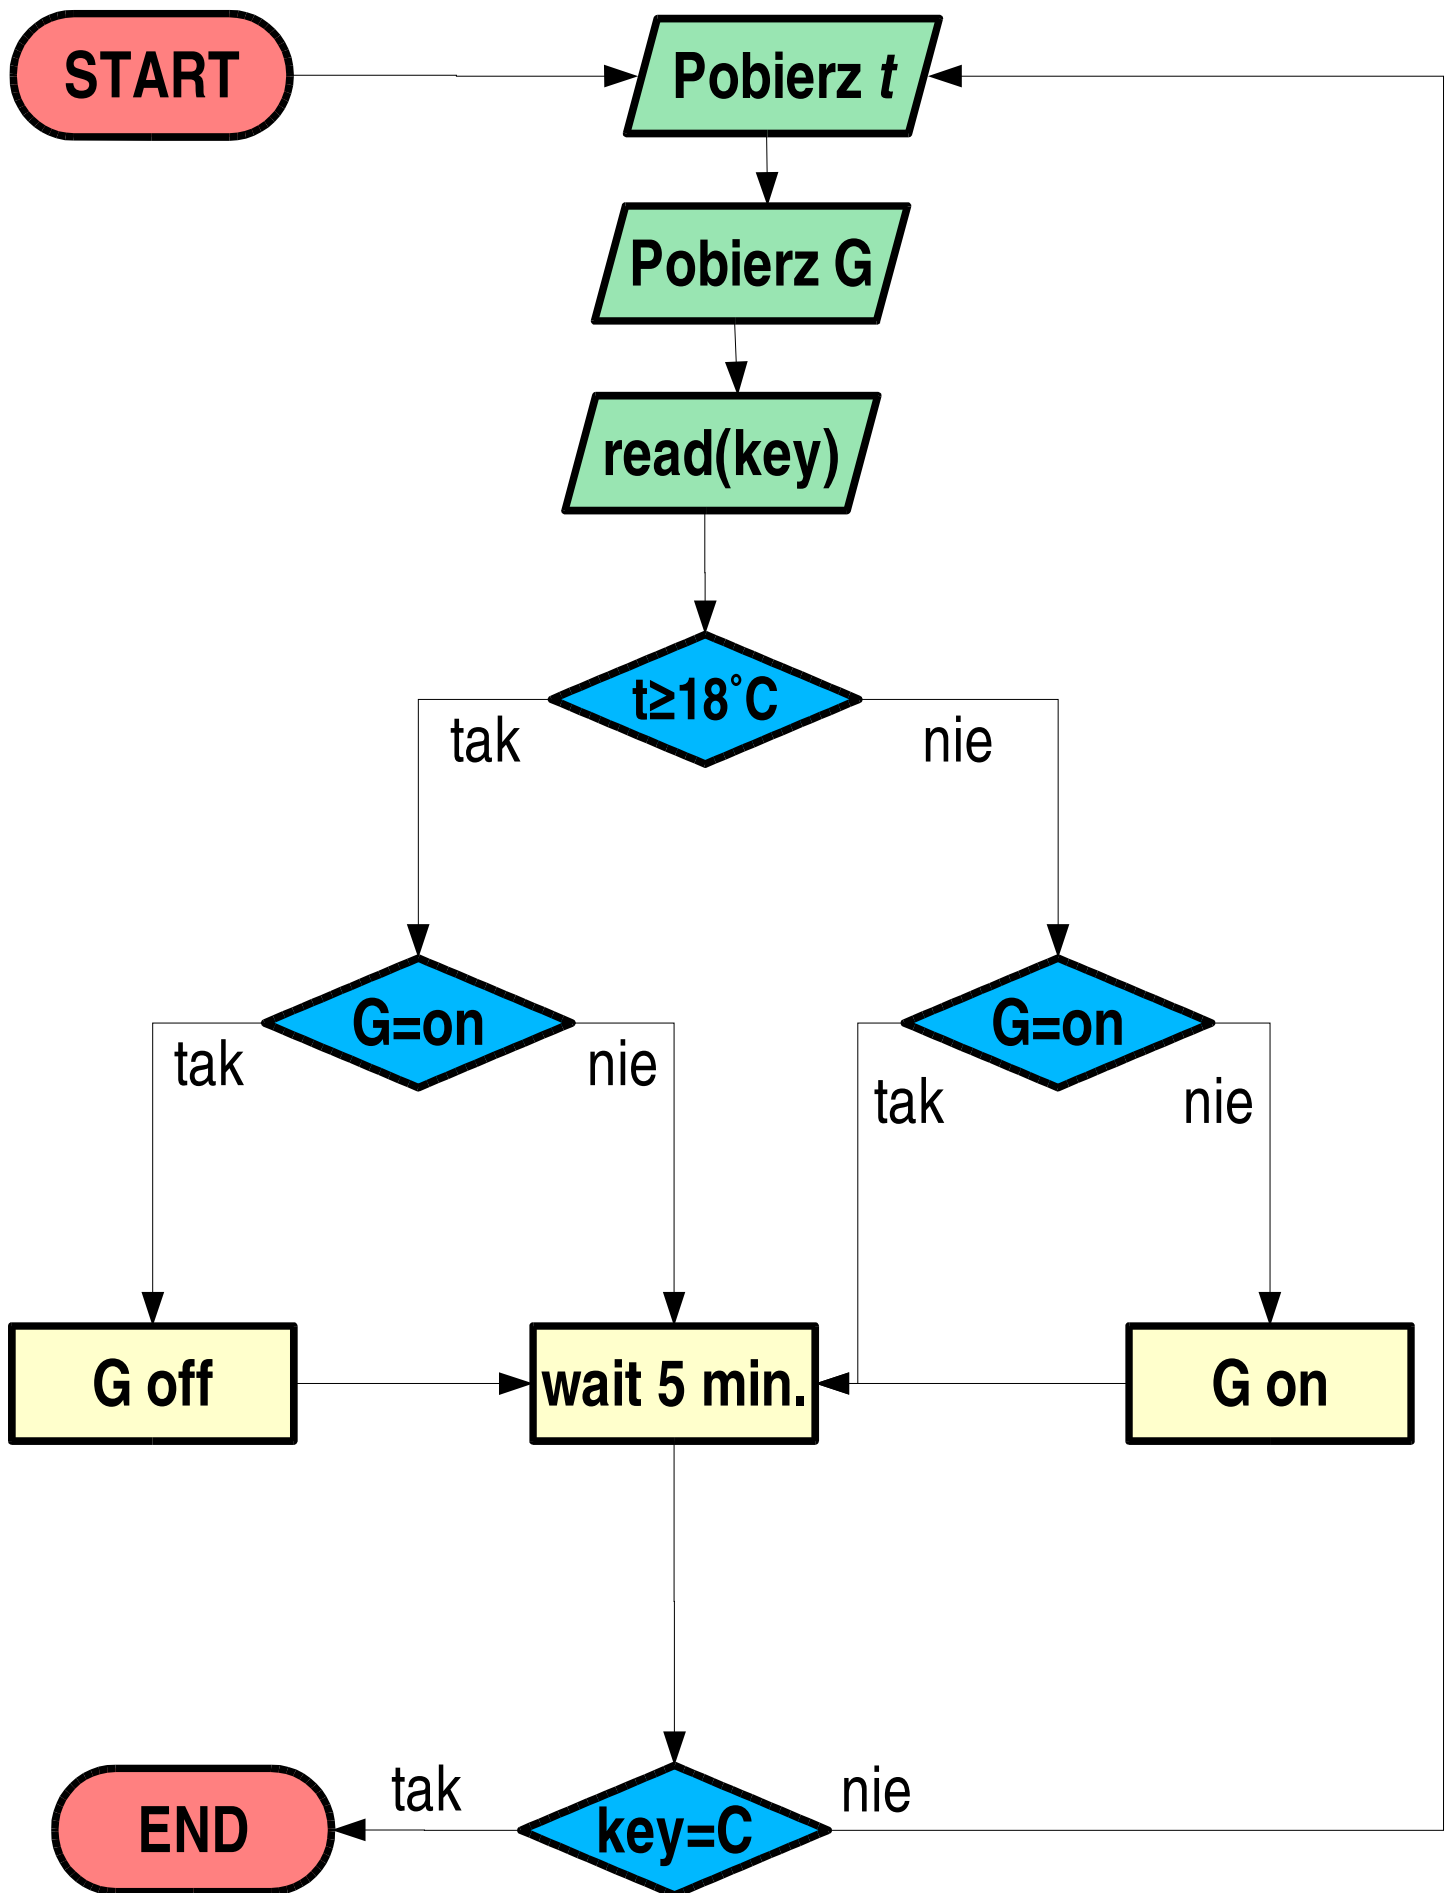 START
Pobierz t
Pobierz G
read(key)
t≥18°C
tak
nie
G=on
G=on
tak
nie
tak
nie
G off
wait 5 min.
G on
tak
nie
END
key=C